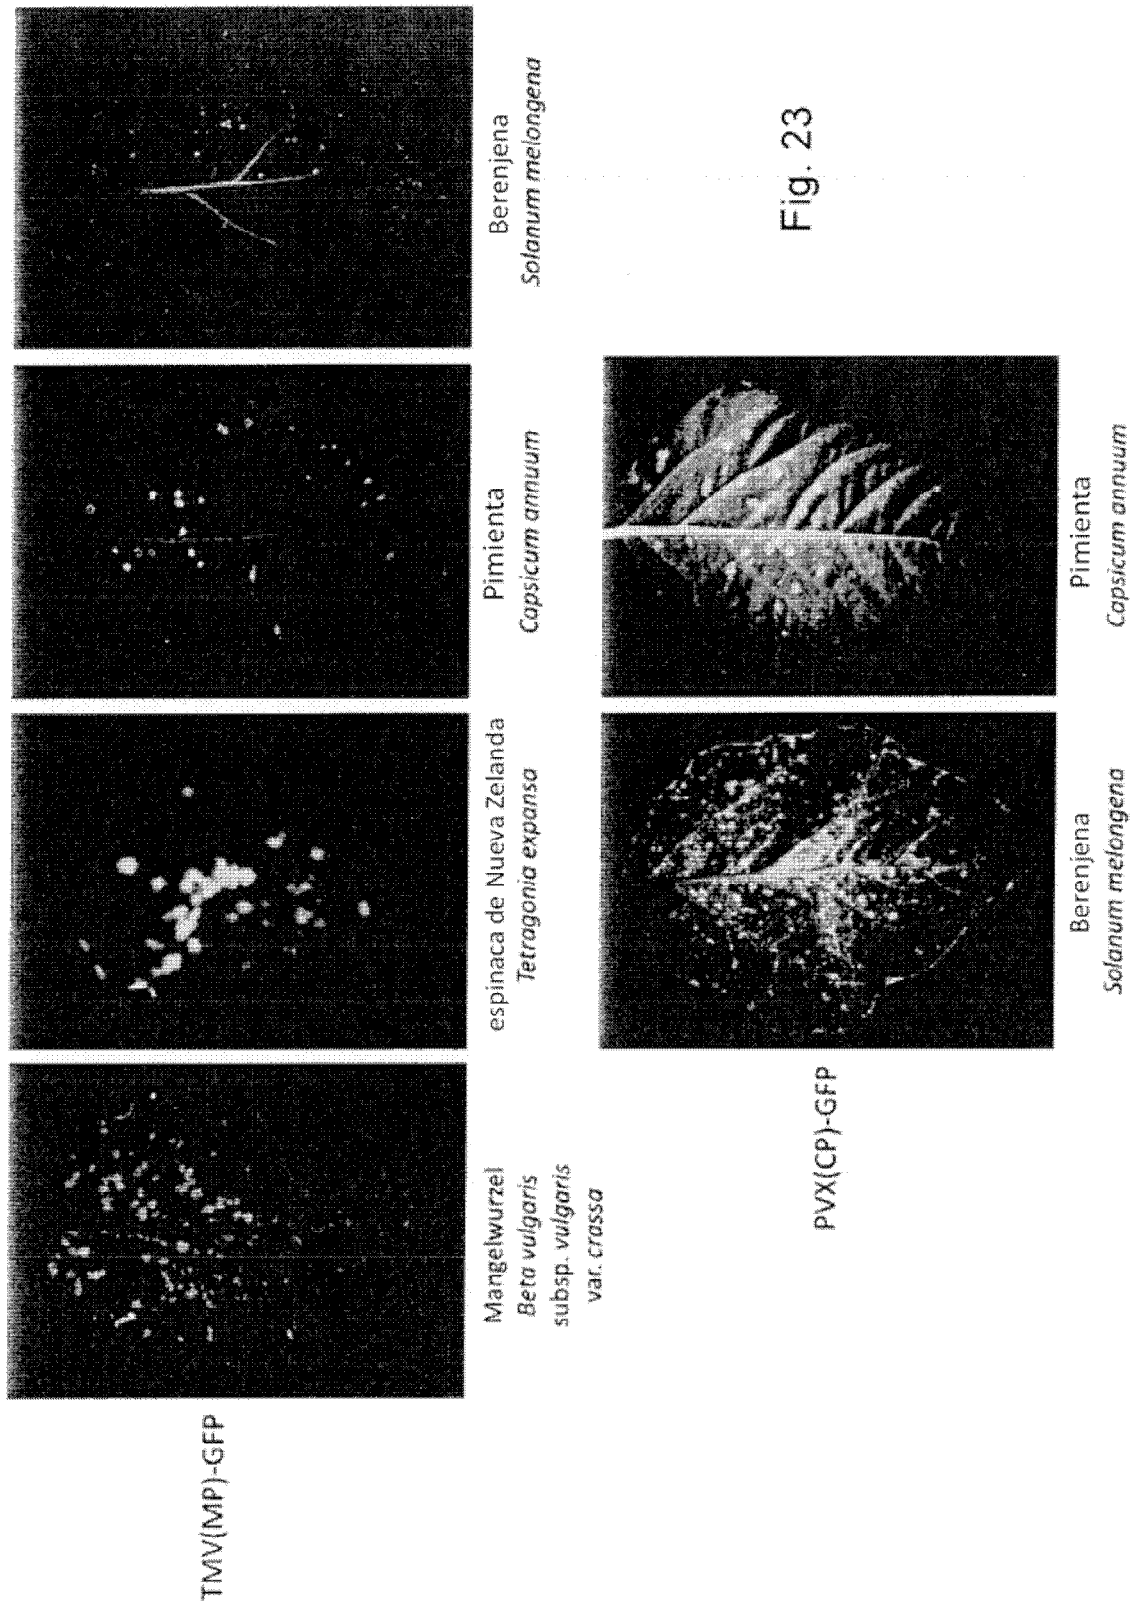 TMV(MP)-GFP
Mangelwurzel
Beta vulgaris
subsp. vulgaris
var. crassa
espinaca de Nueva Zelanda
Tetragonia expansa
Pimienta
Capsicum annuum
Berenjena
Solanum melongena
PVX(CP)-GFP
Berenjena
Solanum melongena
Pimienta
Capsicum annuum
Fig. 23